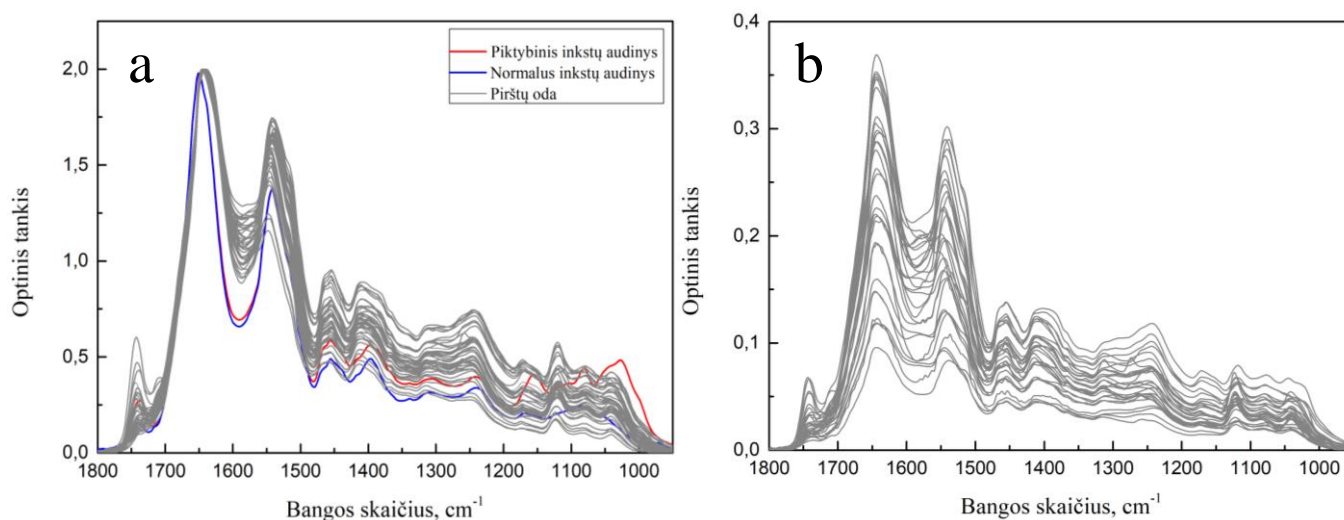 a
Piktybinis inkstų audinys
Normalus inkstų audinys
Pirštų oda
2,0
1,5
1,0
0,5
0,0
Optinis tankis
1800 1700 1600 1500 1400 1300 1200 1100 1000
Bangos skaičius, cm-1
b
0,4
0,3
0,2
0,1
0,0
Optinis tankis
1800 1700 1600 1500 1400 1300 1200 1100 1000
Bangos skaičius, cm-1